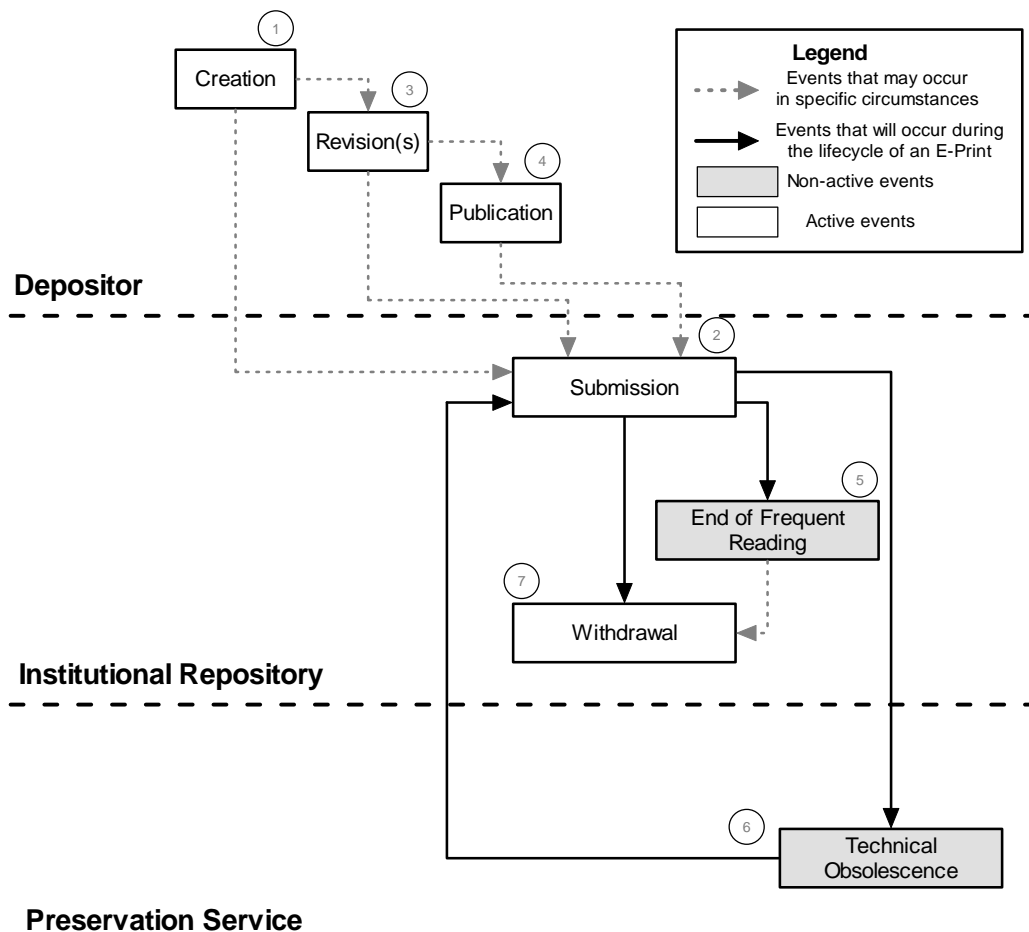 1
Creation
3
Revision(s)
4
Publication
Legend
Events that may occur
in specific circumstances
Events that will occur during
the lifecycle of an E-Print
Non-active events
Active events
Depositor
2
Submission
5
End of Frequent
Reading
7
Withdrawal
Institutional Repository
6
Technical
Obsolescence
Preservation Service